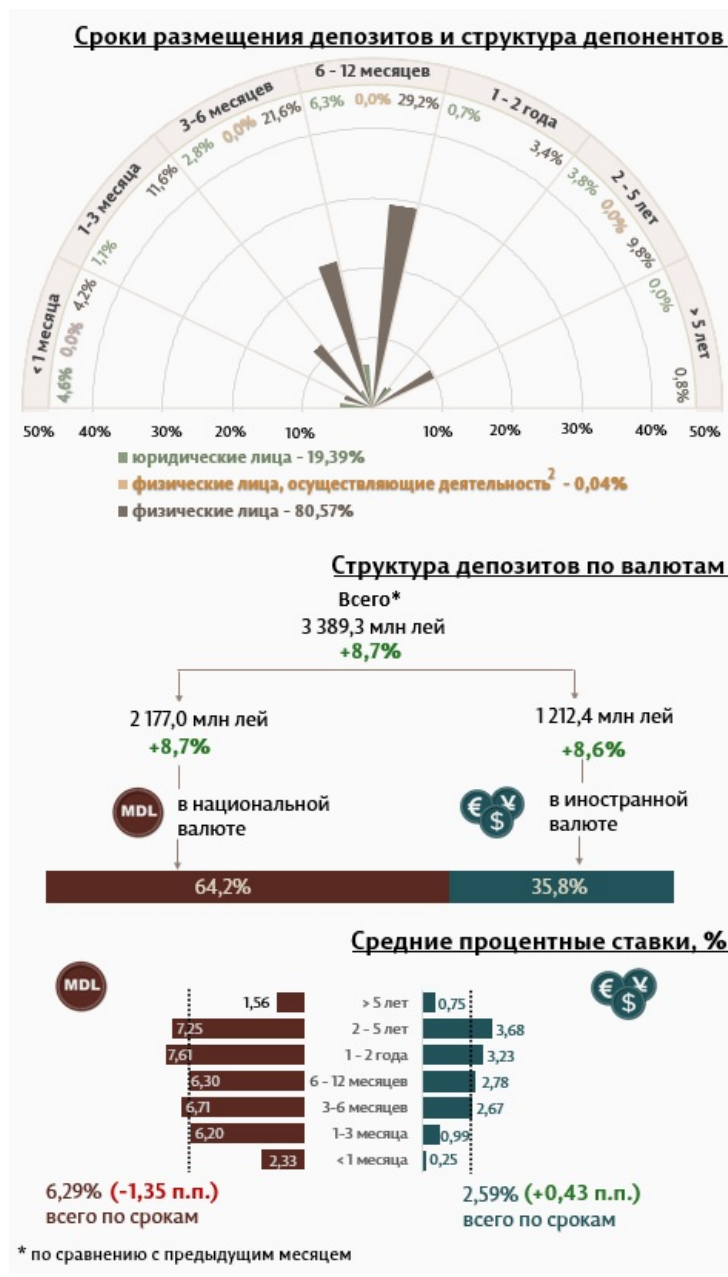 Сроки размещения депозитов и структура депонентов
< 1 месяца
4,6% 0,0% 4,2%
1-3 месяца
1,1% 11,6%
3-6 месяцев
2,8% 0,0% 21,6%
6 - 12 месяцев
6,3% 0,0% 29,2%
1 - 2 года
0,7% 3,4%
2 - 5 лет
3,8% 0,0% 9,8%
> 5 лет
0,0% 0,8%
50% 40% 30% 20% 10% 10% 20% 30% 40% 50%
юридические лица - 19,39%
физические лица, осуществляющие деятельность² - 0,04%
физические лица - 80,57%
Структура депозитов по валютам
Всего*
3 389,3 млн лей
+8,7%
2 177,0 млн лей 1 212,4 млн лей
+8,7% +8,6%
MDL в национальной валюте
€ ¥ $ в иностранной валюте
64,2% 35,8%
Средние процентные ставки, %
MDL € ¥ $
1,56 > 5 лет 0,75
7,25 2 - 5 лет 3,68
7,61 1 - 2 года 3,23
6,30 6 - 12 месяцев 2,78
6,71 3-6 месяцев 2,67
6,20 1-3 месяца 0,99
2,33 < 1 месяца 0,25
6,29% (-1,35 п.п.) 2,59% (+0,43 п.п.)
всего по срокам всего по срокам
* по сравнению с предыдущим месяцем